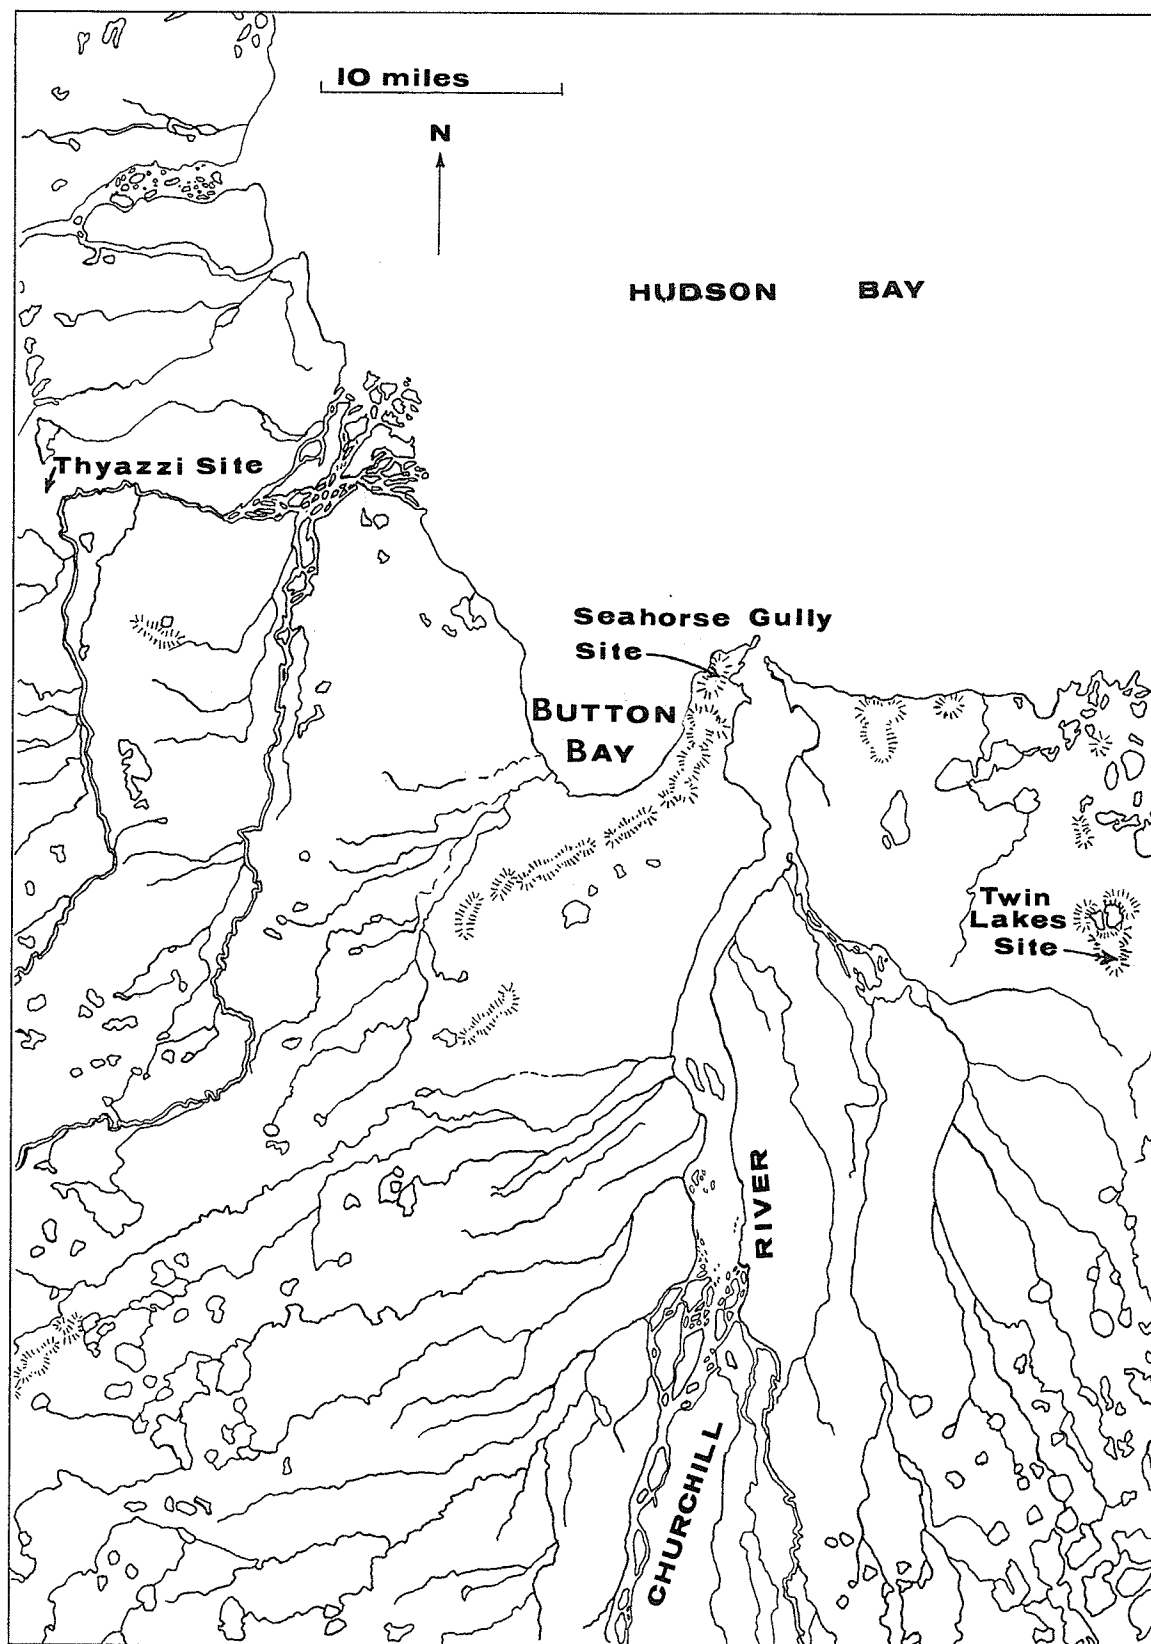 10 miles
N
HUDSON BAY
Thyazzi Site
Seahorse Gully
Site
BUTTON
BAY
Twin
Lakes
Site
RIVER
CHURCHILL